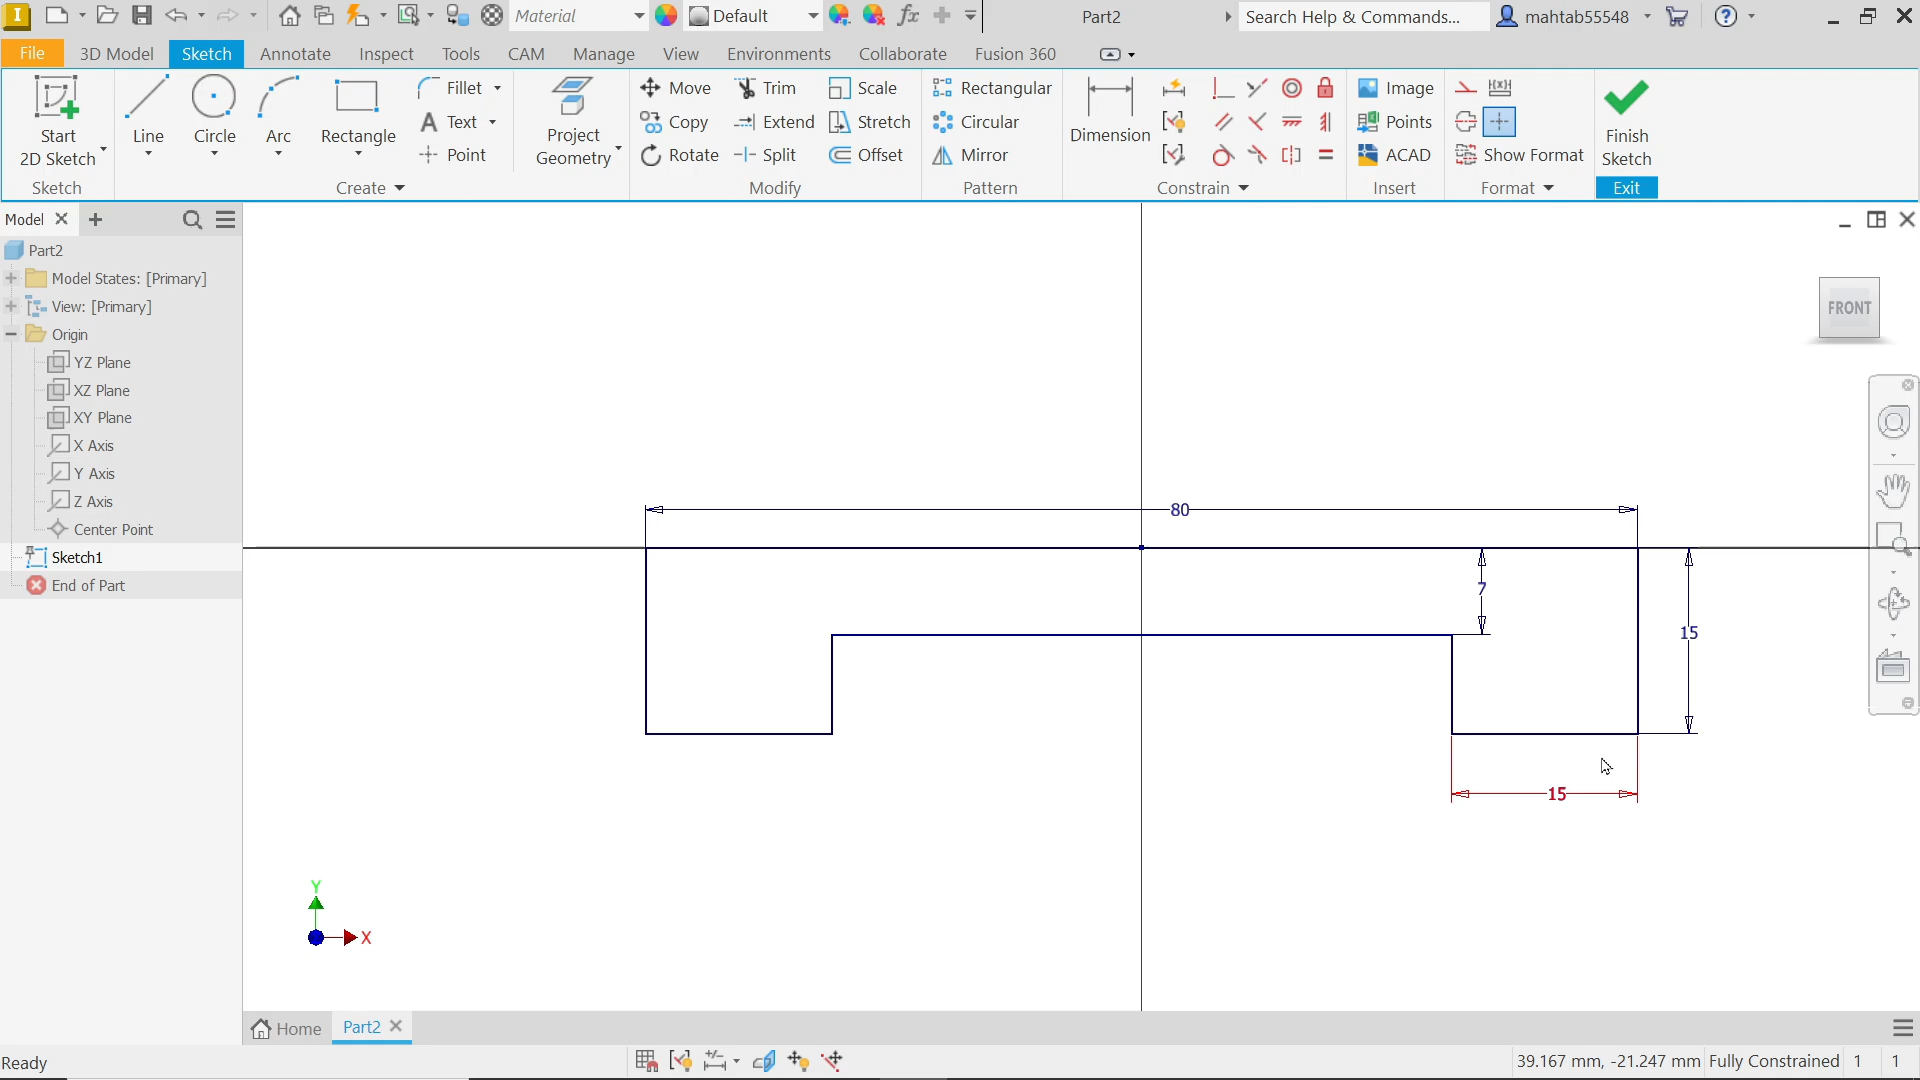 I Material Default fx Part2 Search Help & Commands... mahtab55548 ?
File 3D Model Sketch Annotate Inspect Tools CAM Manage View Environments Collaborate Fusion 360
Start
2D Sketch
Line
Circle
Arc
Rectangle
Fillet
A Text
Point
Project
Geometry
Move
Copy
Rotate
Trim
Extend
Split
Scale
Stretch
Offset
Rectangular
Circular
Mirror
Dimension
Image
Points
ACAD
Show Format
Finish
Sketch
Sketch Create Modify Pattern Constrain Insert Format Exit
Model
Part2
Model States: [Primary]
View: [Primary]
Origin
YZ Plane
XZ Plane
XY Plane
X Axis
Y Axis
Z Axis
Center Point
Sketch1
End of Part
FRONT
80
7
15
15
Y
X
Home Part2
Ready 39.167 mm, -21.247 mm Fully Constrained 1 1